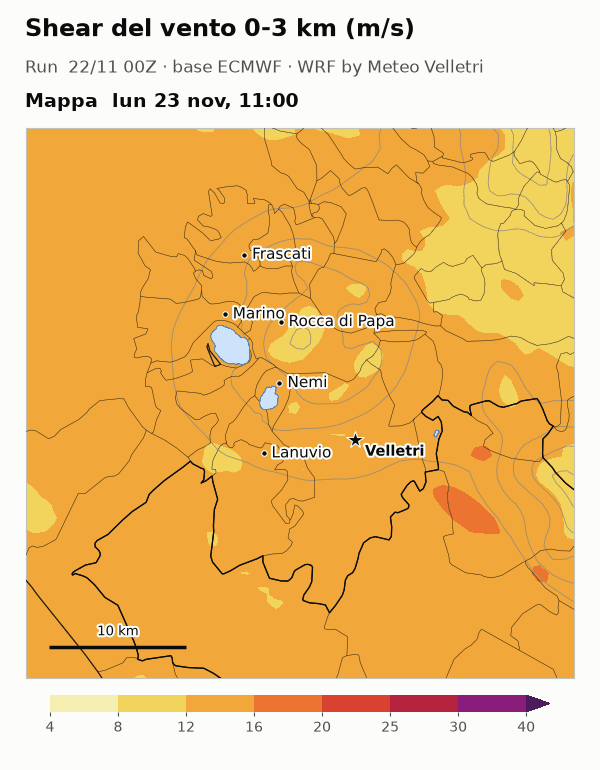 Shear del vento 0-3 km (m/s)
Run  22/11 00Z · base ECMWF · WRF by Meteo Velletri
Mappa  lun 23 nov, 11:00
Frascati
Marino
Rocca di Papa
Nemi
Velletri
Lanuvio
10 km
4 8 12 16 20 25 30 40